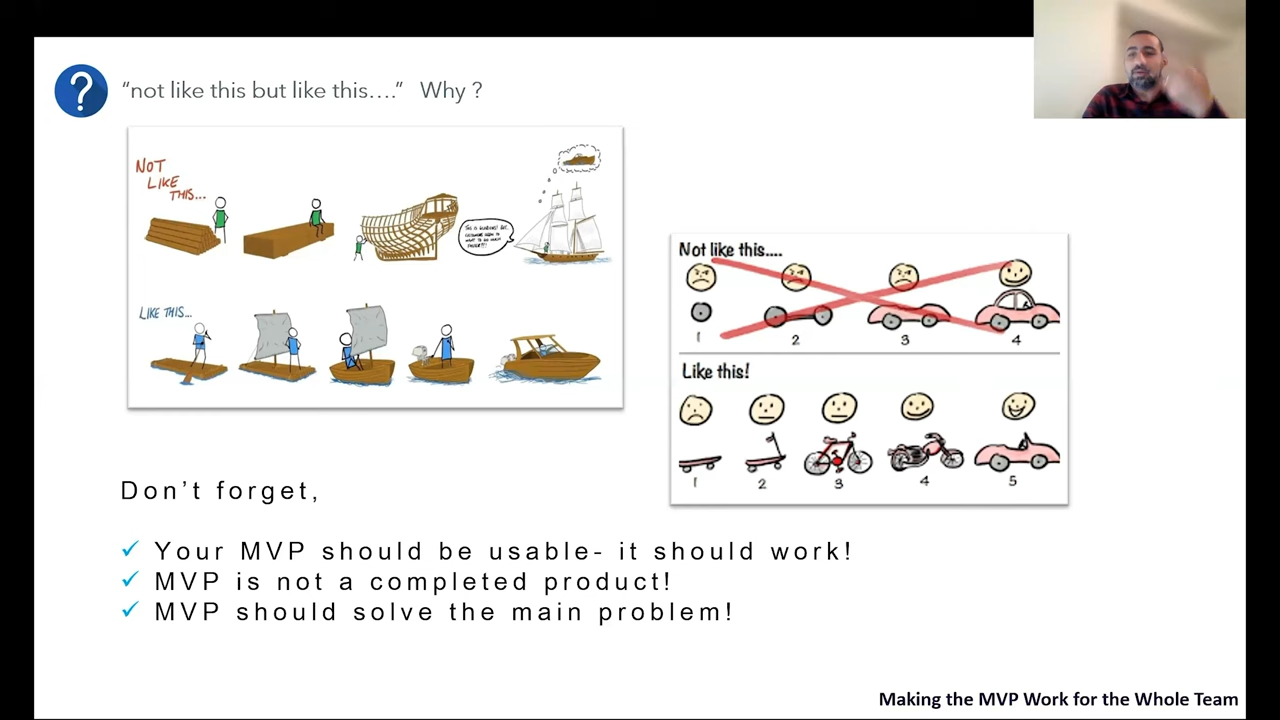 ?
“not like this but like this....” Why ?
NOT
LIKE
THIS...
LIKE THIS...
Not like this....
1 2 3 4
Like this!
1 2 3 4 5
Don't forget,
✓ Your MVP should be usable- it should work!
✓ MVP is not a completed product!
✓ MVP should solve the main problem!
Making the MVP Work for the Whole Team